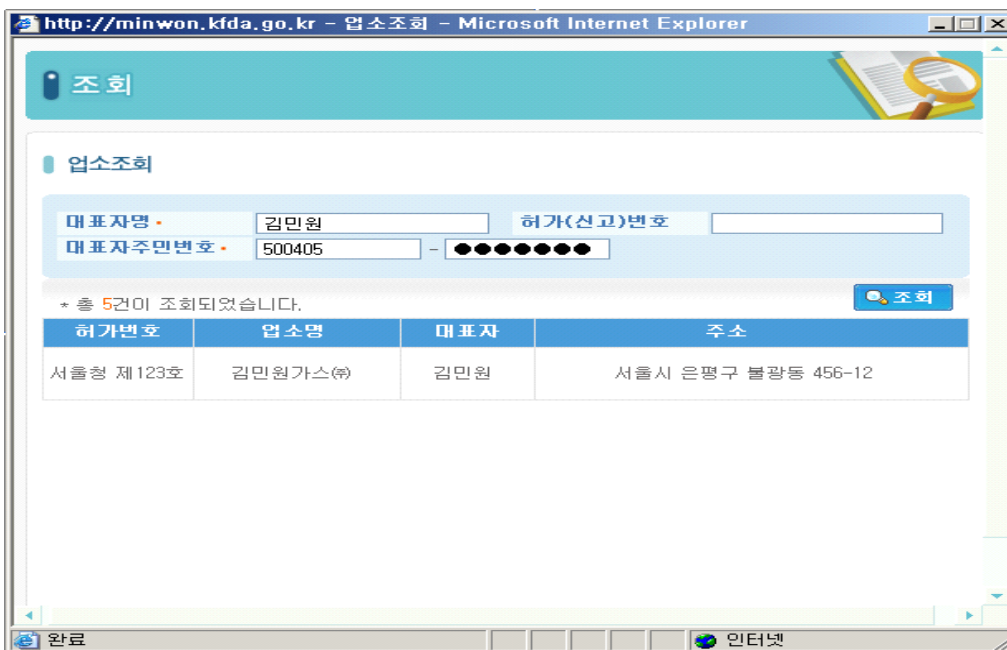 http://minwon.kfda.go.kr - 업소조회 - Microsoft Internet Explorer
조회
업소조회
대표자명• 김민원 허가(신고)번호
대표자주민번호• 500405 - ●●●●●●●
* 총 5건이 조회되었습니다. 조회
허가번호 업소명 대표자 주소
서울청 제123호 김민원가스㈜ 김민원 서울시 은평구 불광동 456-12
완료 인터넷